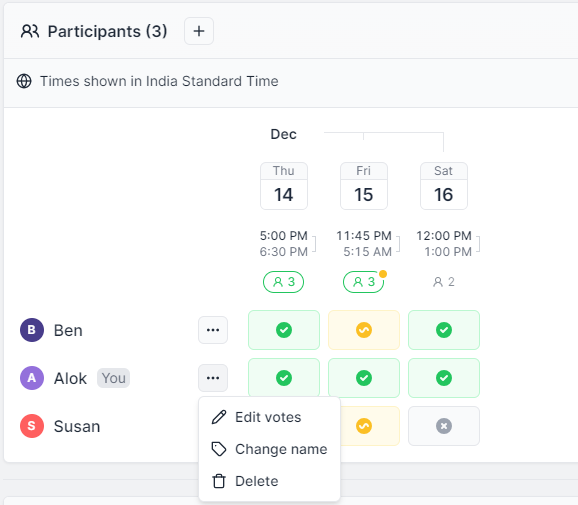 Participants (3)
Times shown in India Standard Time
Dec
Thu Fri Sat
14 15 16
5:00 PM 11:45 PM 12:00 PM
6:30 PM 5:15 AM 1:00 PM
3 3 2
B Ben
A Alok You
S Susan
Edit votes
Change name
Delete